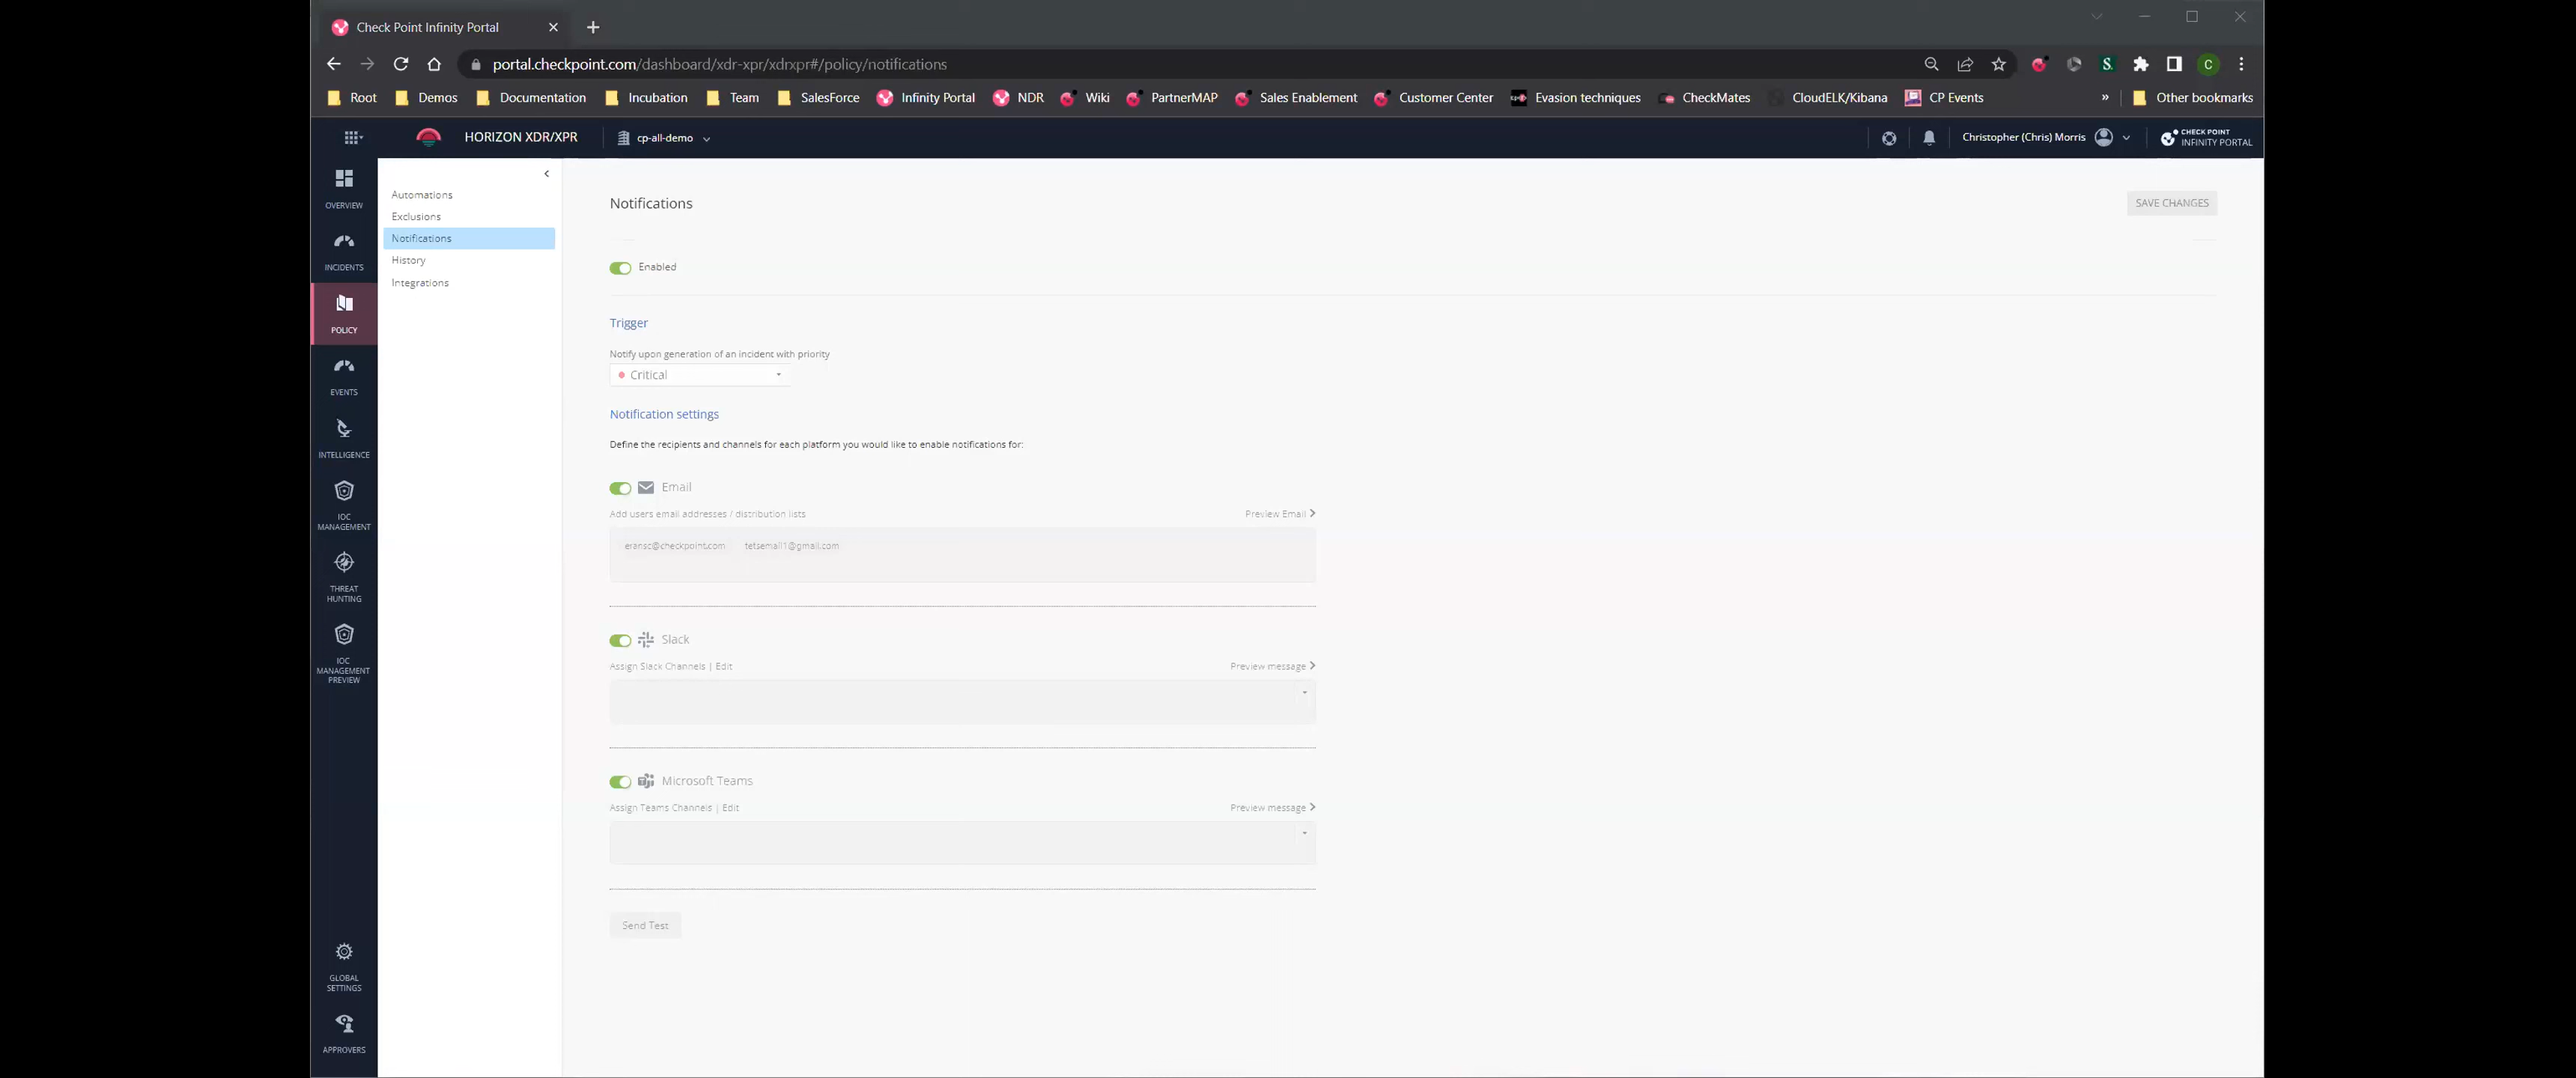 Check Point Infinity Portal
portal.checkpoint.com/dashboard/xdr-xpr/xdrxpr#/policy/notifications
S.
C
Root Demos Documentation Incubation Team SalesForce Infinity Portal NDR Wiki PartnerMAP Sales Enablement Customer Center Evasion techniques CheckMates CloudELK/Kibana CP Events » Other bookmarks
HORIZON XDR/XPR cp-all-demo Christopher (Chris) Morris CHECK POINT
INFINITY PORTAL
OVERVIEW
INCIDENTS
POLICY
EVENTS
INTELLIGENCE
IOC
MANAGEMENT
THREAT
HUNTING
IOC
MANAGEMENT
PREVIEW
GLOBAL
SETTINGS
APPROVERS
Automations
Exclusions
Notifications
History
Integrations
Notifications SAVE CHANGES
Enabled
Trigger
Notify upon generation of an incident with priority
Critical
Notification settings
Define the recipients and channels for each platform you would like to enable notifications for:
Email
Add users email addresses / distribution lists Preview Email
eransc@checkpoint.com tetsemail1@gmail.com
Slack
Assign Slack Channels | Edit Preview message
Microsoft Teams
Assign Teams Channels | Edit Preview message
Send Test